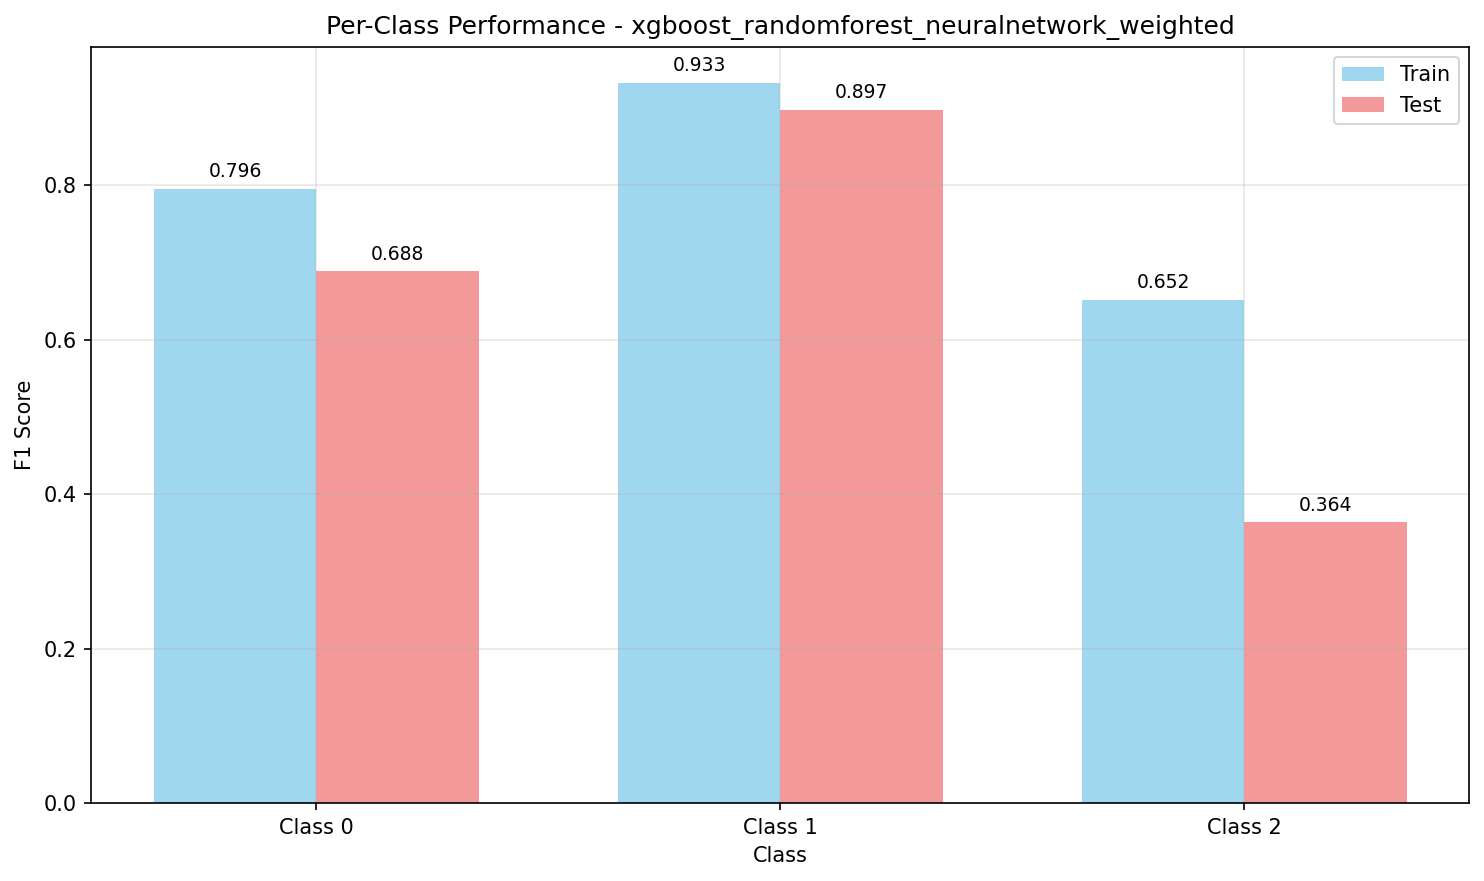 Per-Class Performance - xgboost_randomforest_neuralnetwork_weighted
Train
Test
0.933
0.897
0.796
0.688
0.652
0.364
F1 Score
0.8
0.6
0.4
0.2
0.0
Class 0
Class 1
Class 2
Class